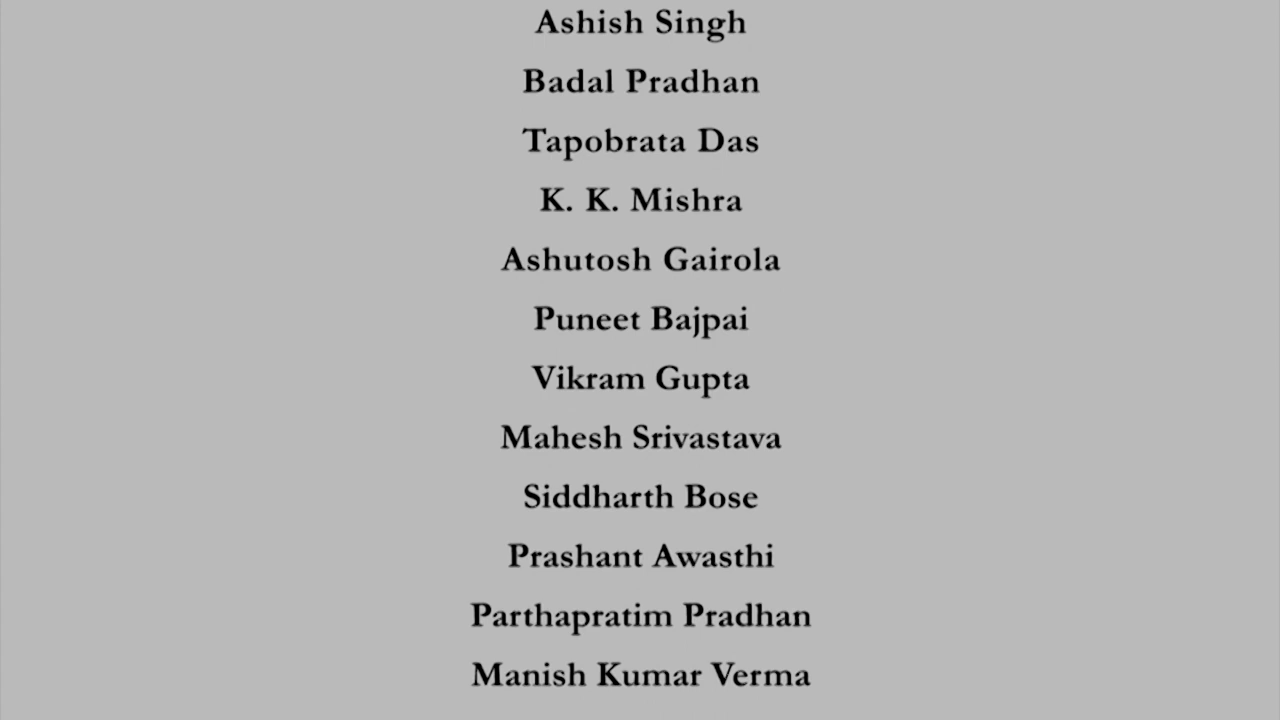 Ashish Singh
Badal Pradhan
Tapobrata Das
K. K. Mishra
Ashutosh Gairola
Puneet Bajpai
Vikram Gupta
Mahesh Srivastava
Siddharth Bose
Prashant Awasthi
Parthapratim Pradhan
Manish Kumar Verma